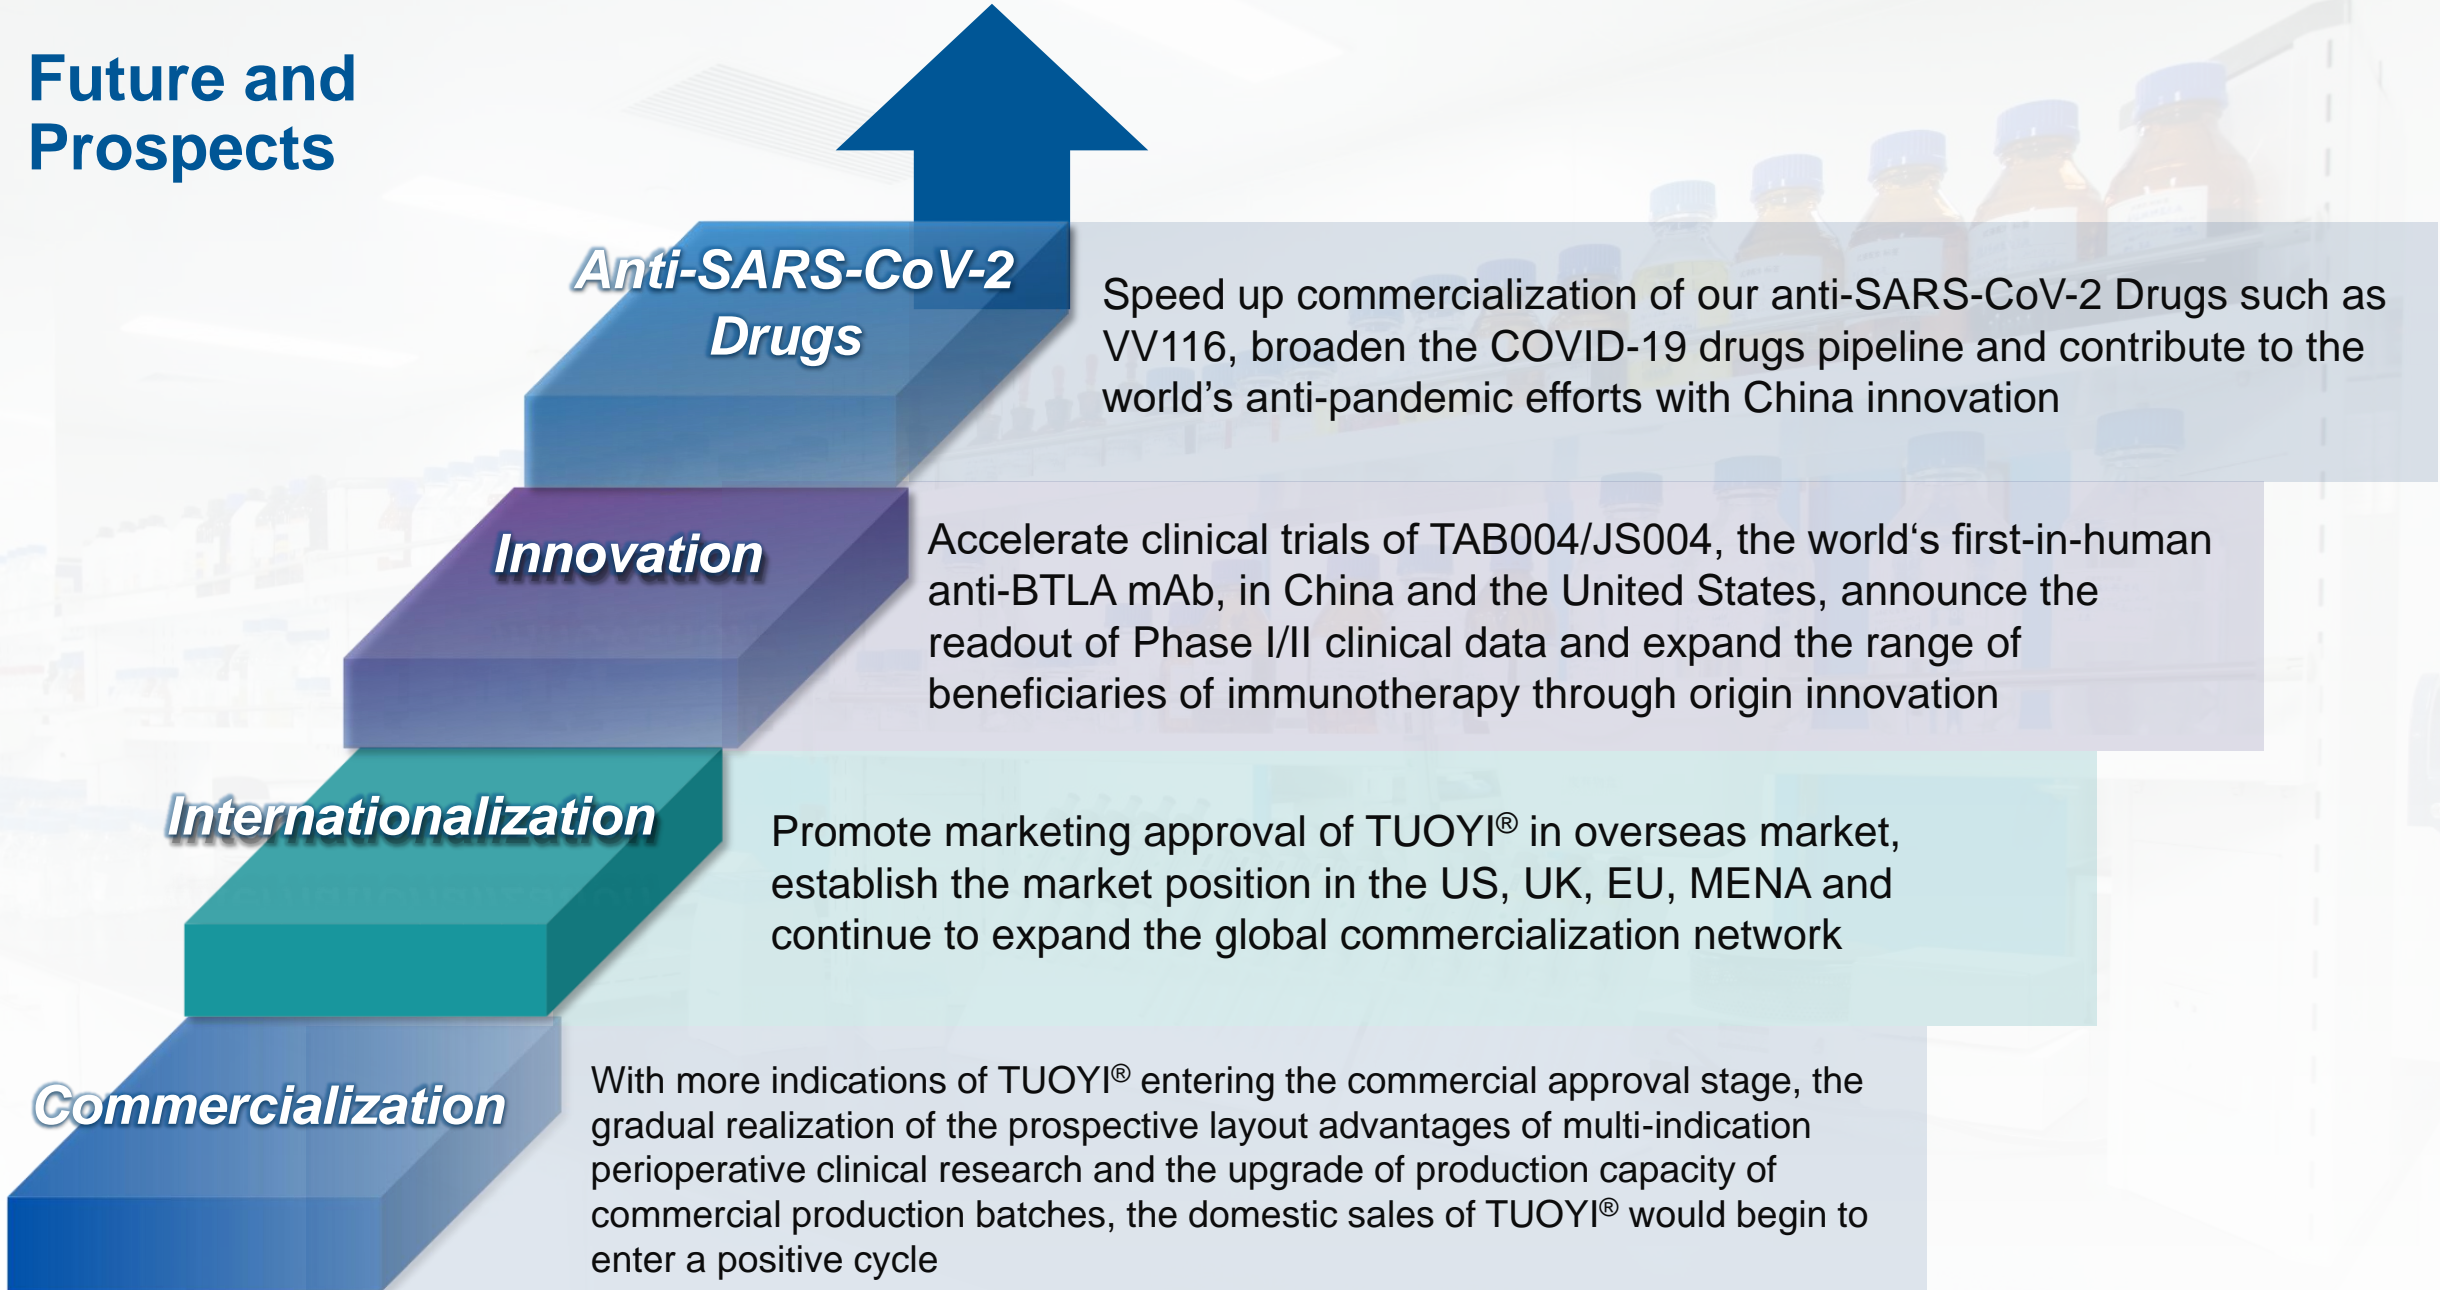 Future and
Prospects
Anti-SARS-CoV-2
Drugs
Speed up commercialization of our anti-SARS-CoV-2 Drugs such as
VV116, broaden the COVID-19 drugs pipeline and contribute to the
world’s anti-pandemic efforts with China innovation
Innovation
Accelerate clinical trials of TAB004/JS004, the world‘s first-in-human
anti-BTLA mAb, in China and the United States, announce the
readout of Phase I/II clinical data and expand the range of
beneficiaries of immunotherapy through origin innovation
Internationalization
Promote marketing approval of TUOYI® in overseas market,
establish the market position in the US, UK, EU, MENA and
continue to expand the global commercialization network
Commercialization
With more indications of TUOYI® entering the commercial approval stage, the
gradual realization of the prospective layout advantages of multi-indication
perioperative clinical research and the upgrade of production capacity of
commercial production batches, the domestic sales of TUOYI® would begin to
enter a positive cycle